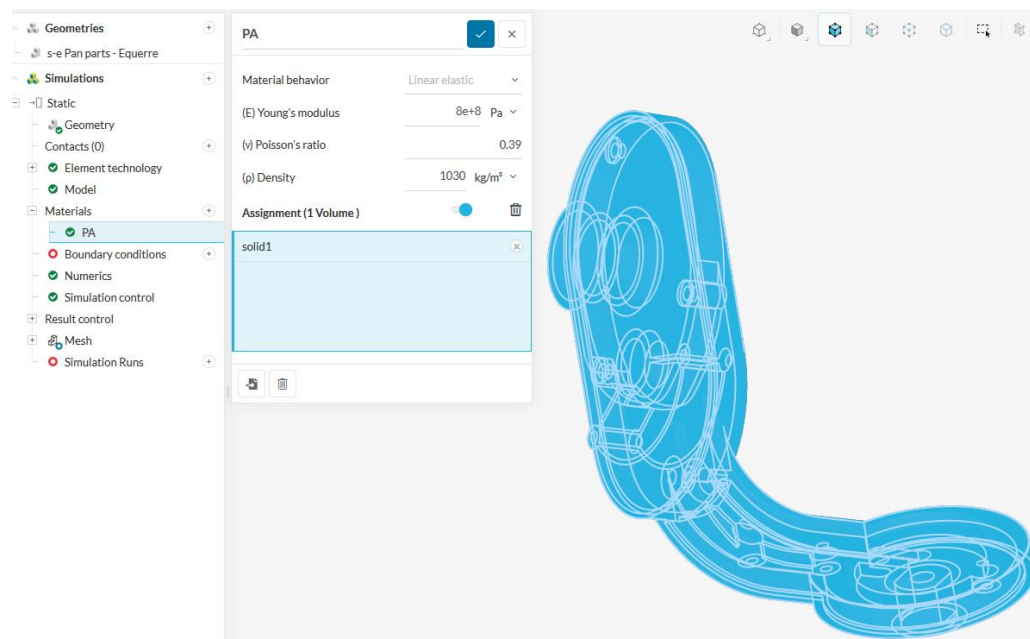 Geometries
s-e Pan parts - Equerre
Simulations
Static
Geometry
Contacts (0)
Element technology
Model
Materials
PA
Boundary conditions
Numerics
Simulation control
Result control
Mesh
Simulation Runs
PA
Material behavior Linear elastic
(E) Young's modulus 8e+8 Pa
(ν) Poisson's ratio 0.39
(ρ) Density 1030 kg/m³
Assignment (1 Volume )
solid1